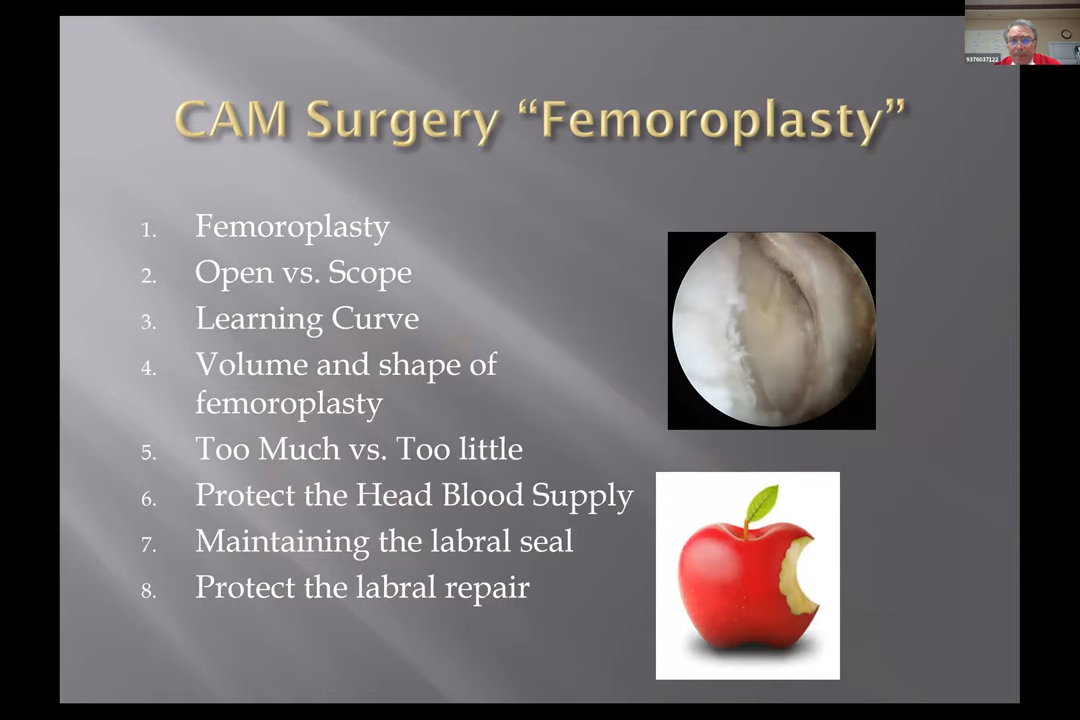 9376037122
CAM Surgery “Femoroplasty”
1. Femoroplasty
2. Open vs. Scope
3. Learning Curve
4. Volume and shape of
femoroplasty
5. Too Much vs. Too little
6. Protect the Head Blood Supply
7. Maintaining the labral seal
8. Protect the labral repair